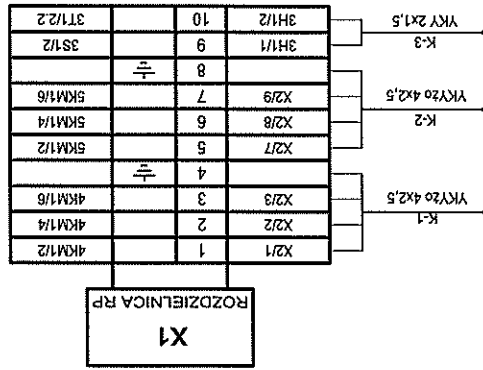 X1
ROZDZIELNICA RP
X2/1 1 4KM1/2
K-1 X2/2 2 4KM1/4
YKYżo 4x2,5 X2/3 3 4KM1/6
4
X2/7 5 5KM1/2
K-2 X2/8 6 5KM1/4
YKYżo 4x2,5 X2/9 7 5KM1/6
8
K-3 3H1/1 9 3S1/2
YKY 2x1,5 3H1/2 10 3T1/2.2